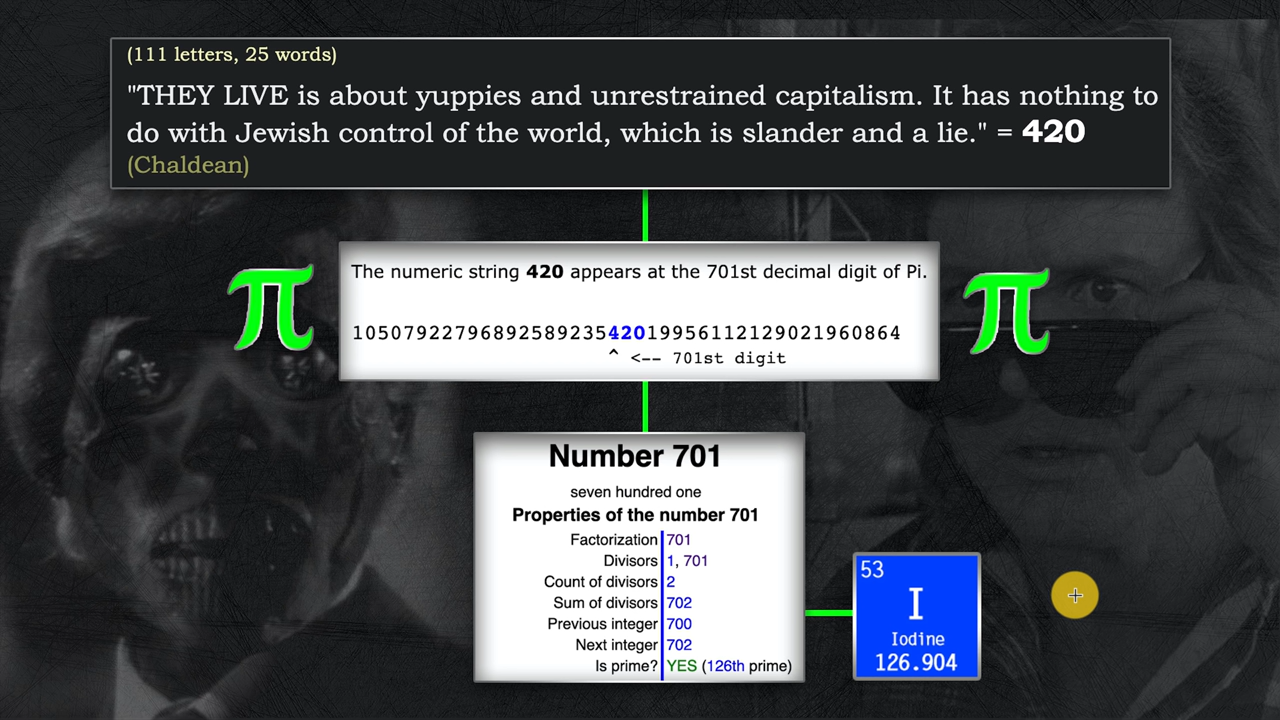 (111 letters, 25 words)
"THEY LIVE is about yuppies and unrestrained capitalism. It has nothing to
do with Jewish control of the world, which is slander and a lie." = 420
(Chaldean)
π
The numeric string 420 appears at the 701st decimal digit of Pi.
π
10507922796892589235420199561121290219608​64
^ <-- 701st digit
Number 701
seven hundred one
Properties of the number 701
Factorization 701
Divisors 1, 701
Count of divisors 2
Sum of divisors 702
Previous integer 700
Next integer 702
Is prime? YES (126th prime)
53
I
Iodine
126.904